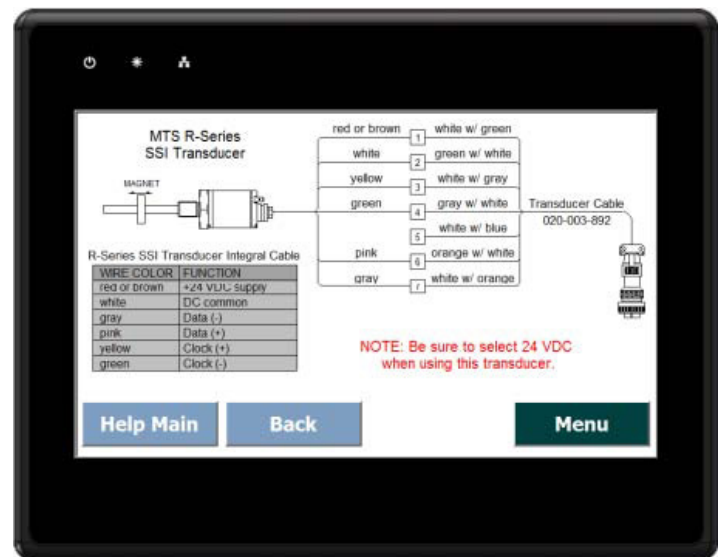 MTS R-Series
SSI Transducer
MAGNET
red or brown 1 white w/ green
white 2 green w/ white
yellow 3 white w/ gray
green 4 gray w/ white
5 white w/ blue
pink 6 orange w/ white
gray 7 white w/ orange
Transducer Cable
020-003-892
R-Series SSI Transducer Integral Cable
WIRE COLOR FUNCTION
red or brown +24 VDC supply
white DC common
gray Data (-)
pink Data (+)
yellow Clock (+)
green Clock (-)
NOTE: Be sure to select 24 VDC
when using this transducer.
Help Main Back Menu